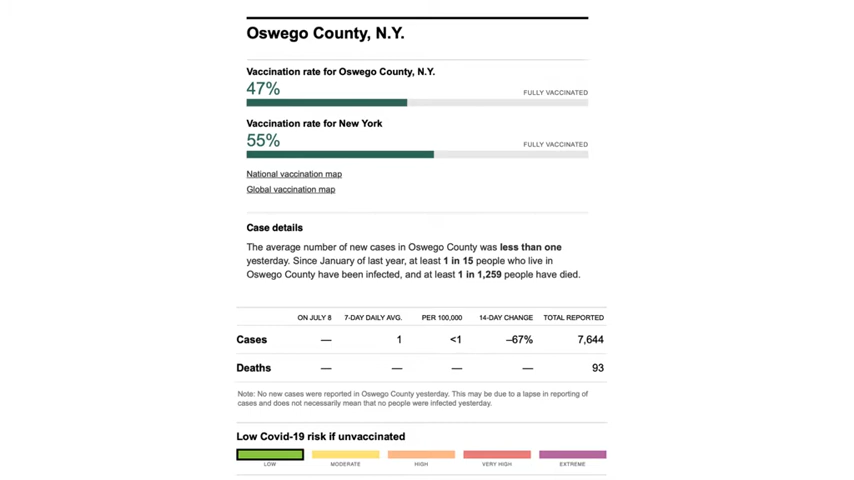 Oswego County, N.Y.
Vaccination rate for Oswego County, N.Y.
47%
FULLY VACCINATED
Vaccination rate for New York
55%
FULLY VACCINATED
National vaccination map
Global vaccination map
Case details
The average number of new cases in Oswego County was less than one
yesterday. Since January of last year, at least 1 in 15 people who live in
Oswego County have been infected, and at least 1 in 1,259 people have died.
ON JULY 8 7-DAY DAILY AVG. PER 100,000 14-DAY CHANGE TOTAL REPORTED
Cases — 1 <1 –67% 7,644
Deaths — — — — 93
Note: No new cases were reported in Oswego County yesterday. This may be due to a lapse in reporting of
cases and does not necessarily mean that no people were infected yesterday.
Low Covid-19 risk if unvaccinated
LOW MODERATE HIGH VERY HIGH EXTREME